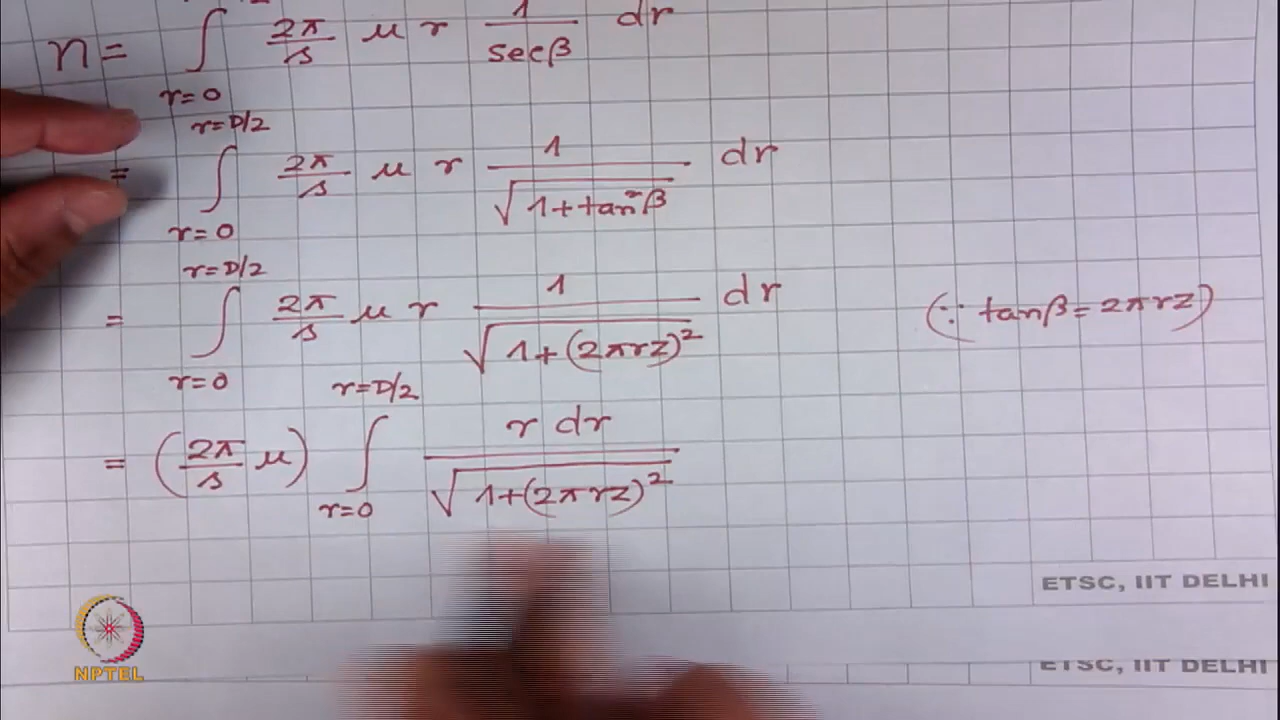 n = ∫ 2π/s μ r 1/secβ dr
r=0
r=D/2
= ∫ 2π/s μ r 1/√(1+tan²β) dr
r=0
r=D/2
= ∫ 2π/s μ r 1/√(1+(2πrz)²) dr (∵ tanβ = 2πrz)
r=0
r=D/2
= (2π/s μ) ∫ r dr/√(1+(2πrz)²)
r=0
ETSC, IIT DELHI
NPTEL
ETSC, IIT DELHI